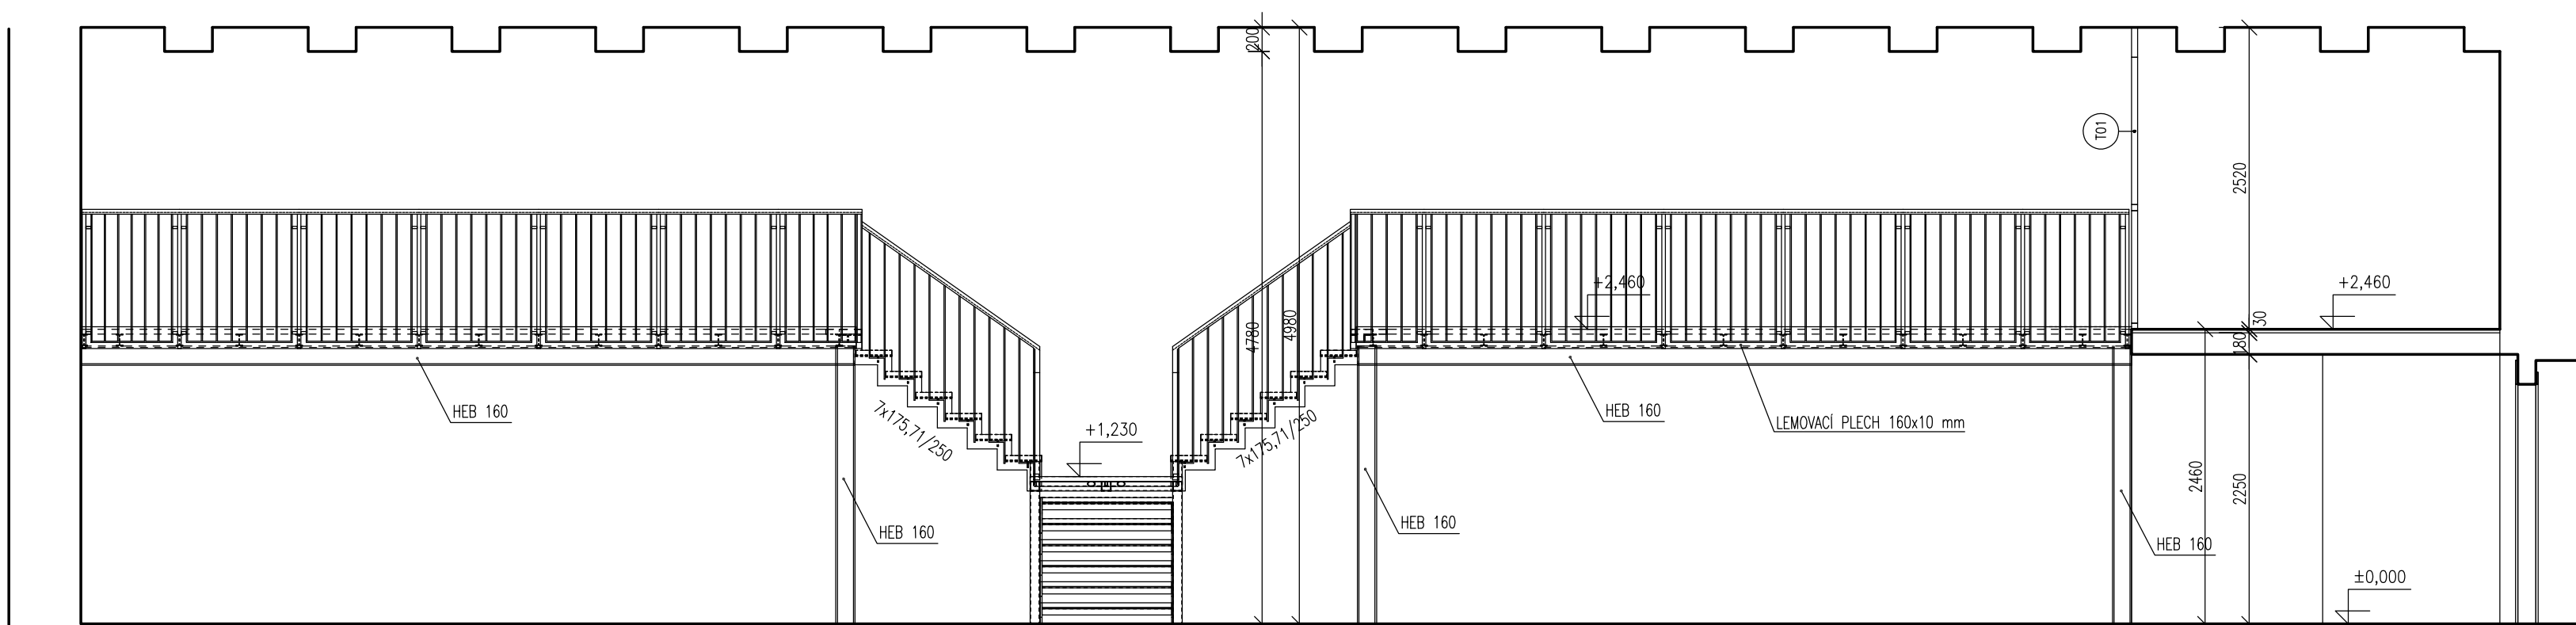 200
T01
2520
+2,460
+2,460
30
180
4780
4980
HEB 160
7x175,71/250
+1,230
7x175,71/250
HEB 160
LEMOVACÍ PLECH 160x10 mm
2460
2250
HEB 160
HEB 160
HEB 160
±0,000